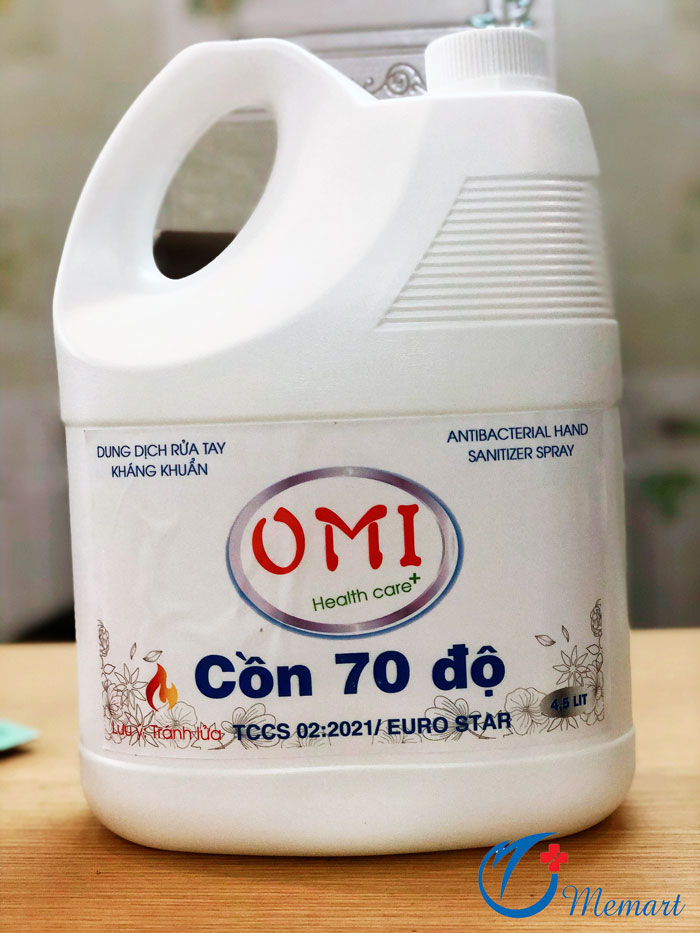 DUNG DỊCH RỬA TAY
KHÁNG KHUẨN
ANTIBACTERIAL HAND
SANITIZER SPRAY
OMI
Health care+
Cồn 70 độ
4,5 LIT
Lưu ý: Tránh lửa
TCCS 02:2021/ EURO STAR
Memart